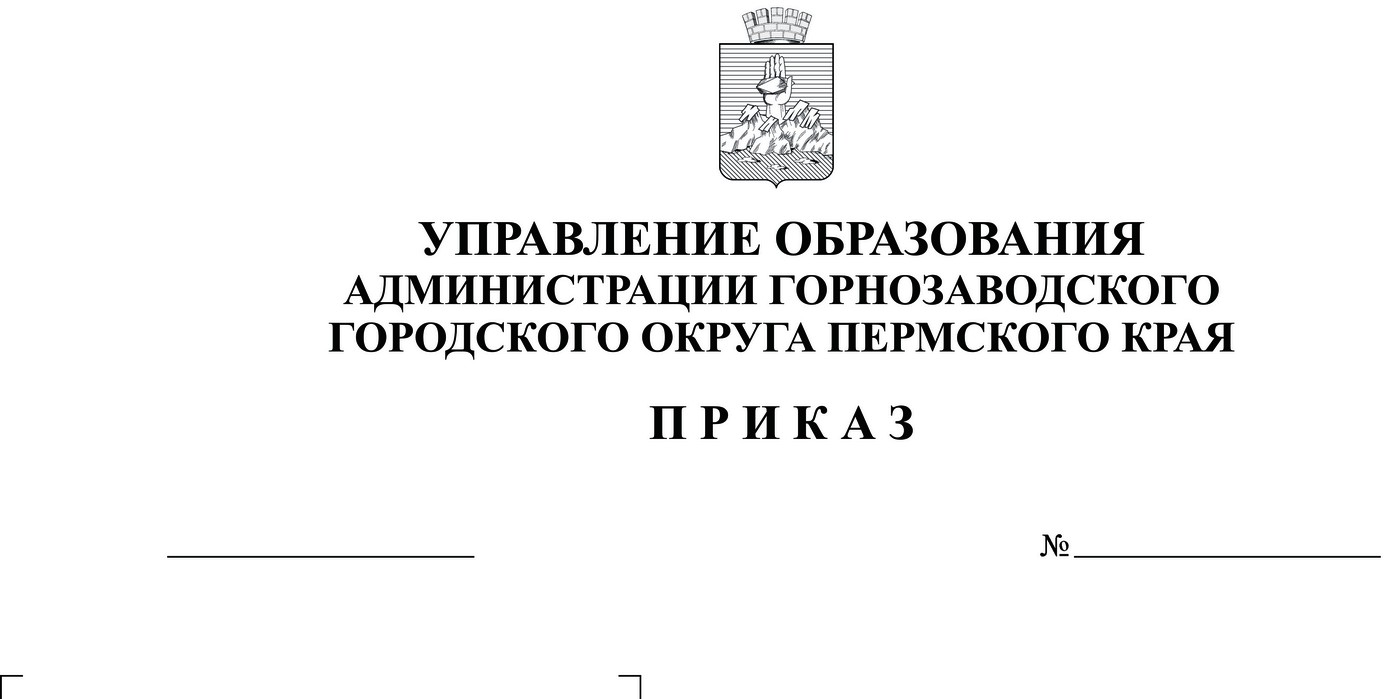 УПРАВЛЕНИЕ ОБРАЗОВАНИЯ
АДМИНИСТРАЦИИ ГОРНОЗАВОДСКОГО
ГОРОДСКОГО ОКРУГА ПЕРМСКОГО КРАЯ
П Р И К А З
№